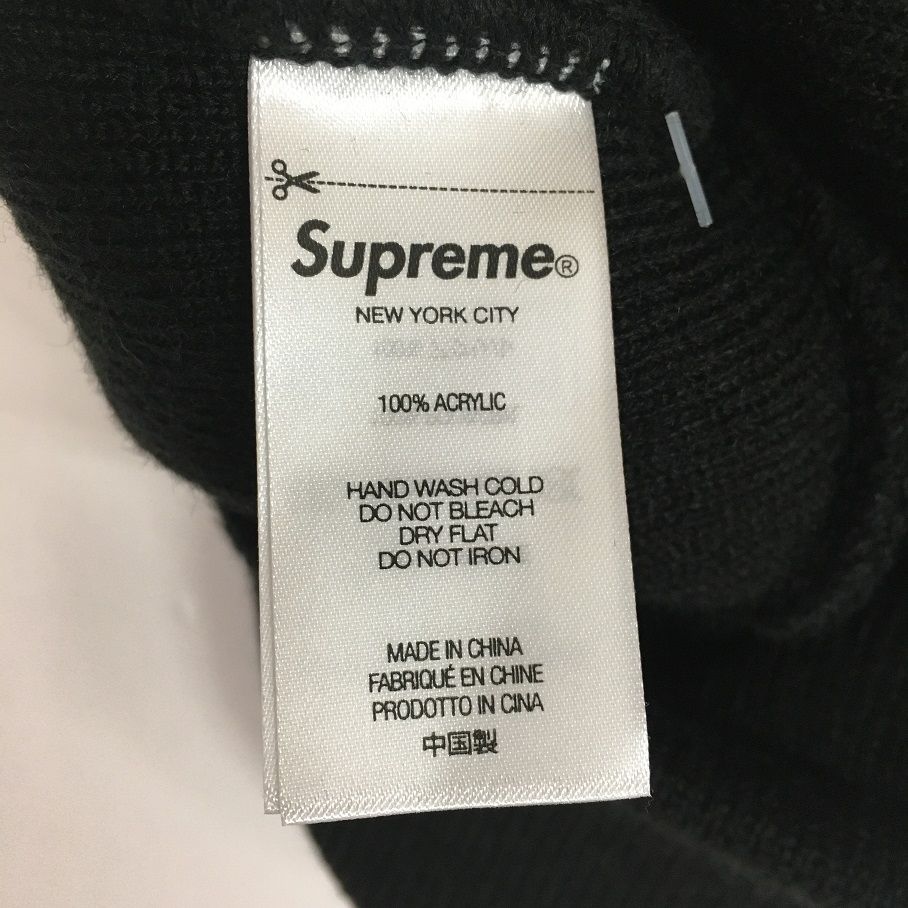 Supreme®
NEW YORK CITY
100% ACRYLIC
HAND WASH COLD
DO NOT BLEACH
DRY FLAT
DO NOT IRON
MADE IN CHINA
FABRIQUÉ EN CHINE
PRODOTTO IN CINA
中国製